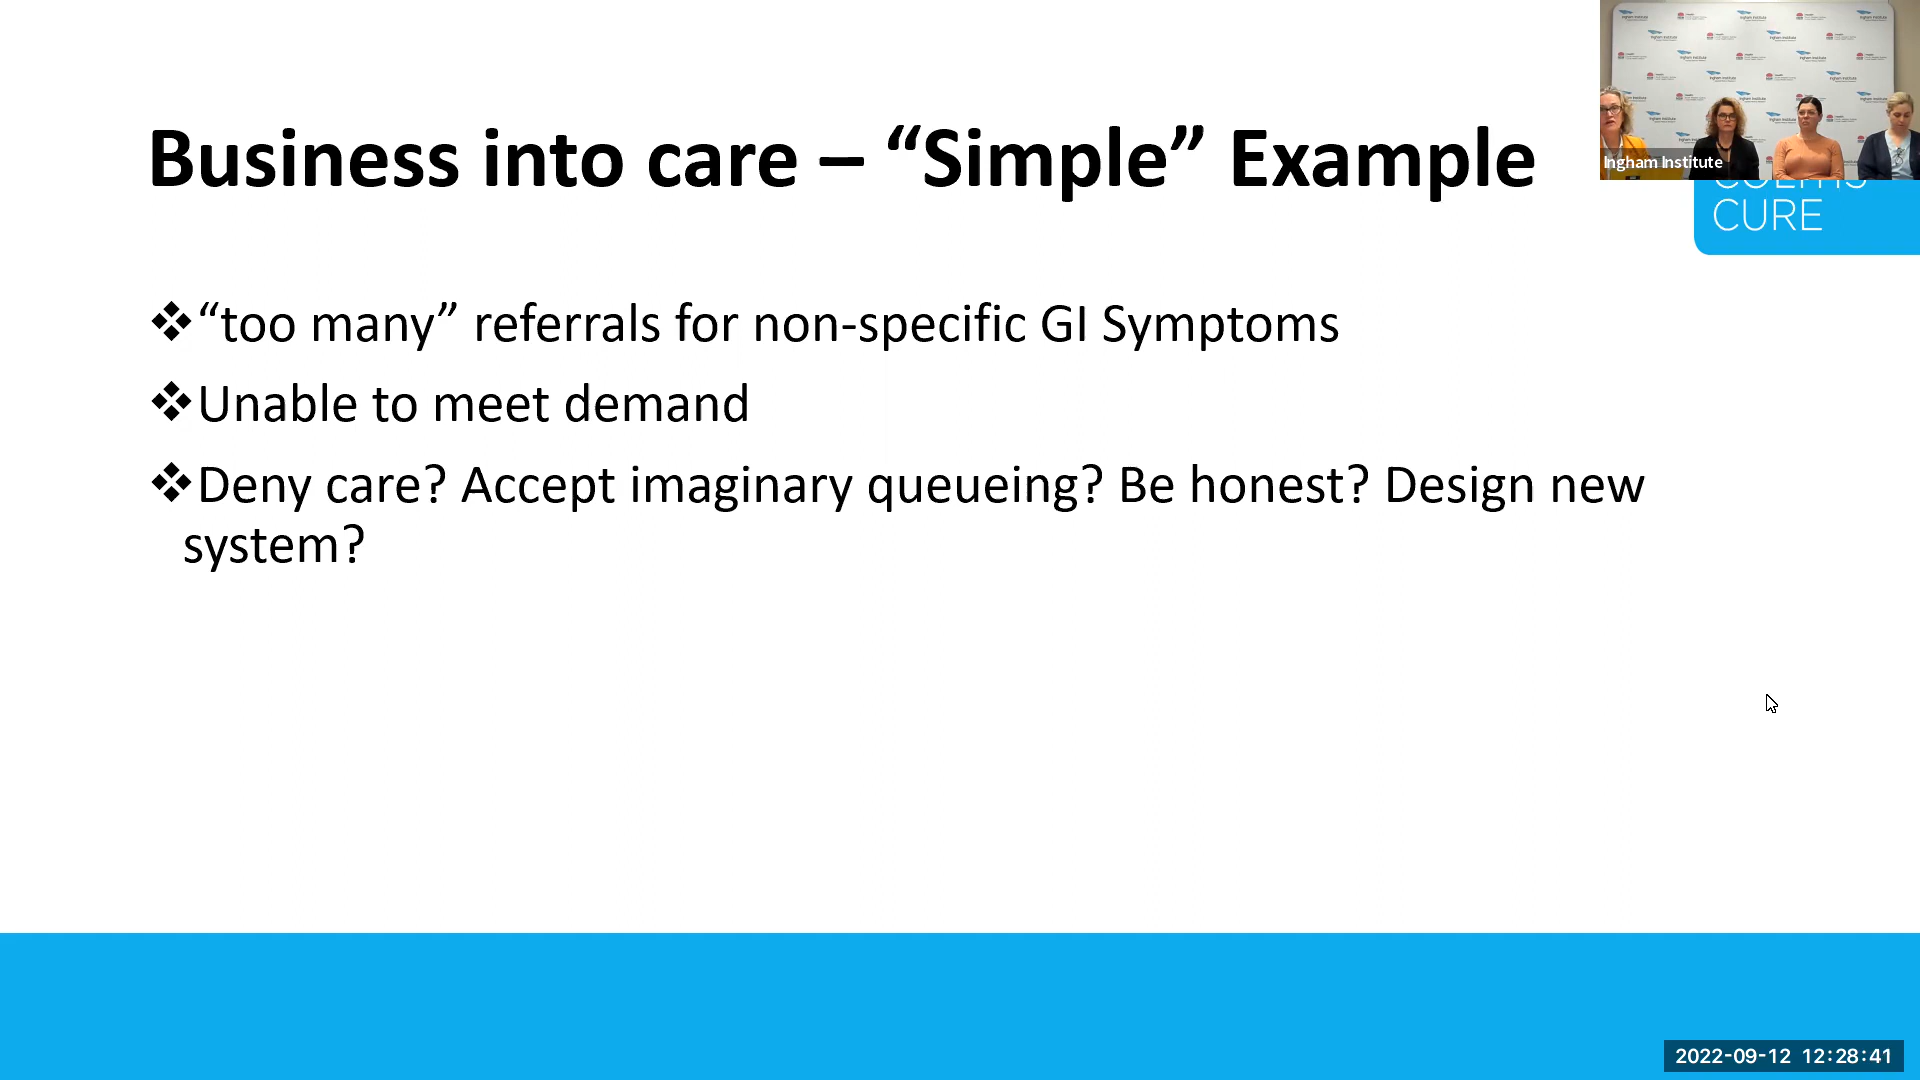 Business into care – “Simple” Example
Ingham Institute
CURE
❖“too many” referrals for non-specific GI Symptoms
❖Unable to meet demand
❖Deny care? Accept imaginary queueing? Be honest? Design new
system?
2022-09-12 12:28:41